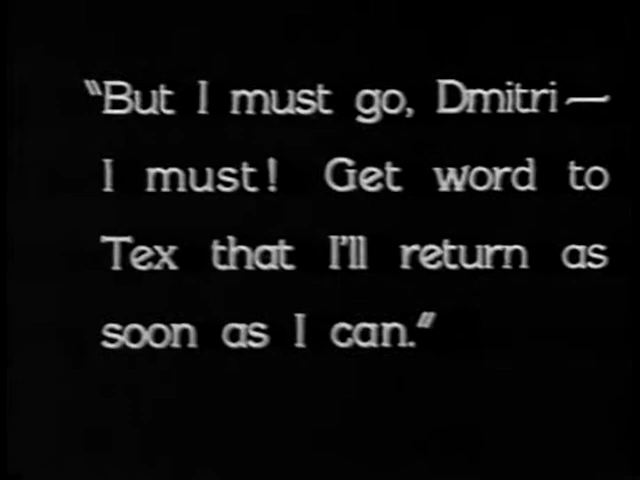 "But I must go, Dmitri—
I must! Get word to
Tex that I'll return as
soon as I can."